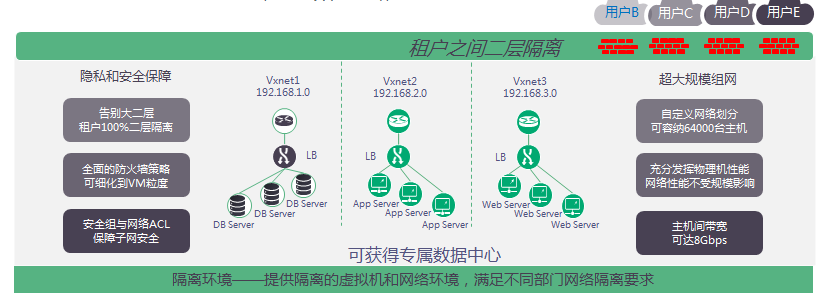 用户B
用户C
用户D
用户E
租户之间二层隔离
隐私和安全保障
告别大二层
租户100%二层隔离
全面的防火墙策略
可细化到VM粒度
安全组与网络ACL
保障子网安全
Vxnet1
192.168.1.0
LB
DB Server
DB Server
DB Server
Vxnet2
192.168.2.0
LB
App Server
App Server
App Server
Vxnet3
192.168.3.0
LB
Web Server
Web Server
Web Server
超大规模组网
自定义网络划分
可容纳64000台主机
充分发挥物理机性能
网络性能不受规模影响
主机间带宽
可达8Gbps
可获得专属数据中心
隔离环境——提供隔离的虚拟机和网络环境，满足不同部门网络隔离要求